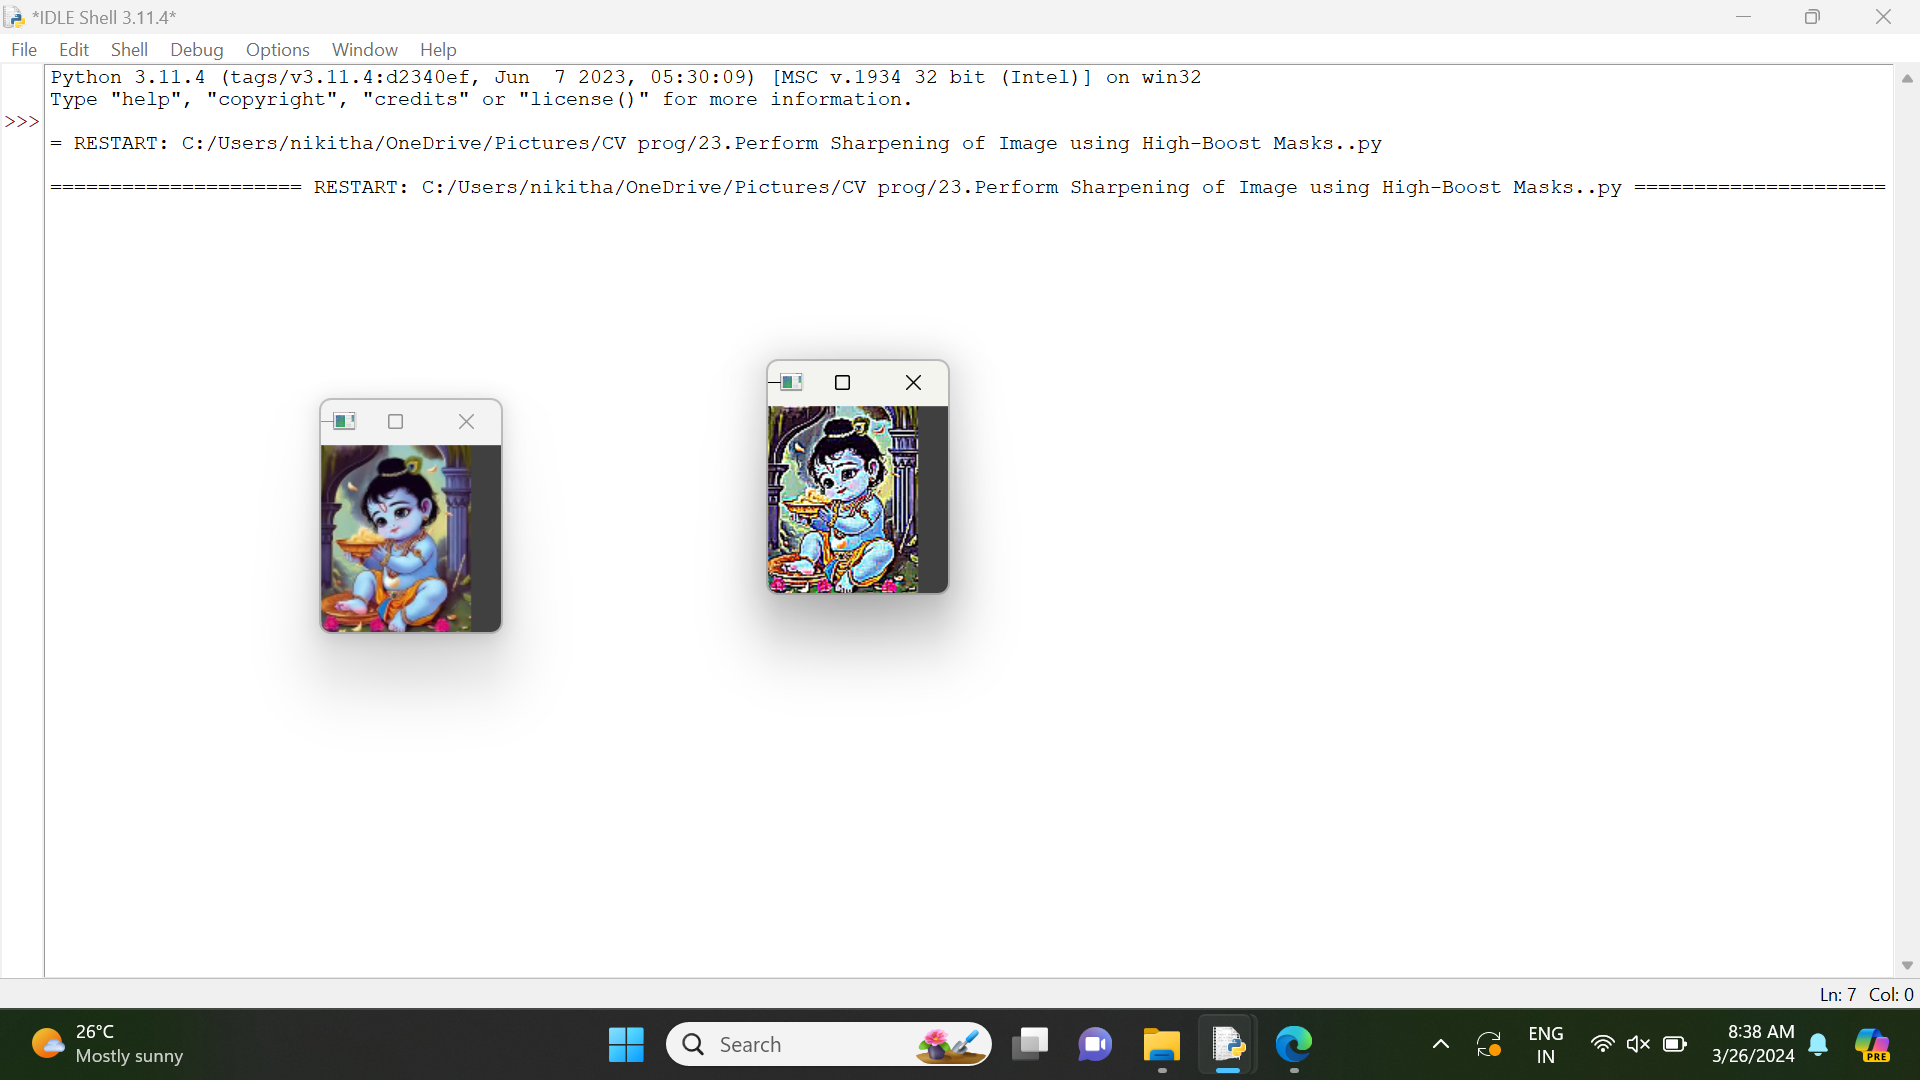 *IDLE Shell 3.11.4*
File Edit Shell Debug Options Window Help
Python 3.11.4 (tags/v3.11.4:d2340ef, Jun  7 2023, 05:30:09) [MSC v.1934 32 bit (Intel)] on win32
Type "help", "copyright", "credits" or "license()" for more information.
>>>
= RESTART: C:/Users/nikitha/OneDrive/Pictures/CV prog/23.Perform Sharpening of Image using High-Boost Masks..py
===================== RESTART: C:/Users/nikitha/OneDrive/Pictures/CV prog/23.Perform Sharpening of Image using High-Boost Masks..py =====================
Ln: 7 Col: 0
26°C
Mostly sunny
Search
ENG
IN
8:38 AM
3/26/2024
PRE